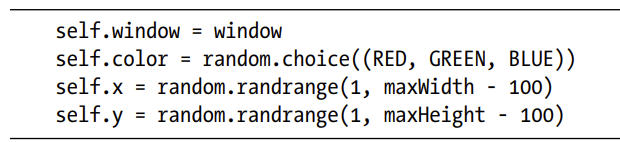 self.window = window
self.color = random.choice((RED, GREEN, BLUE))
self.x = random.randrange(1, maxWidth - 100)
self.y = random.randrange(1, maxHeight - 100)